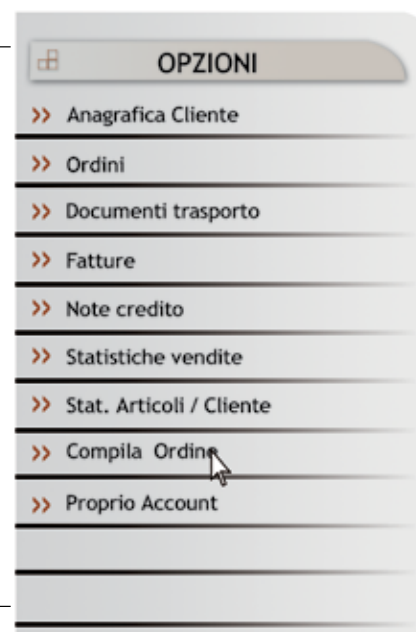 OPZIONI
>> Anagrafica Cliente
>> Ordini
>> Documenti trasporto
>> Fatture
>> Note credito
>> Statistiche vendite
>> Stat. Articoli / Cliente
>> Compila Ordine
>> Proprio Account